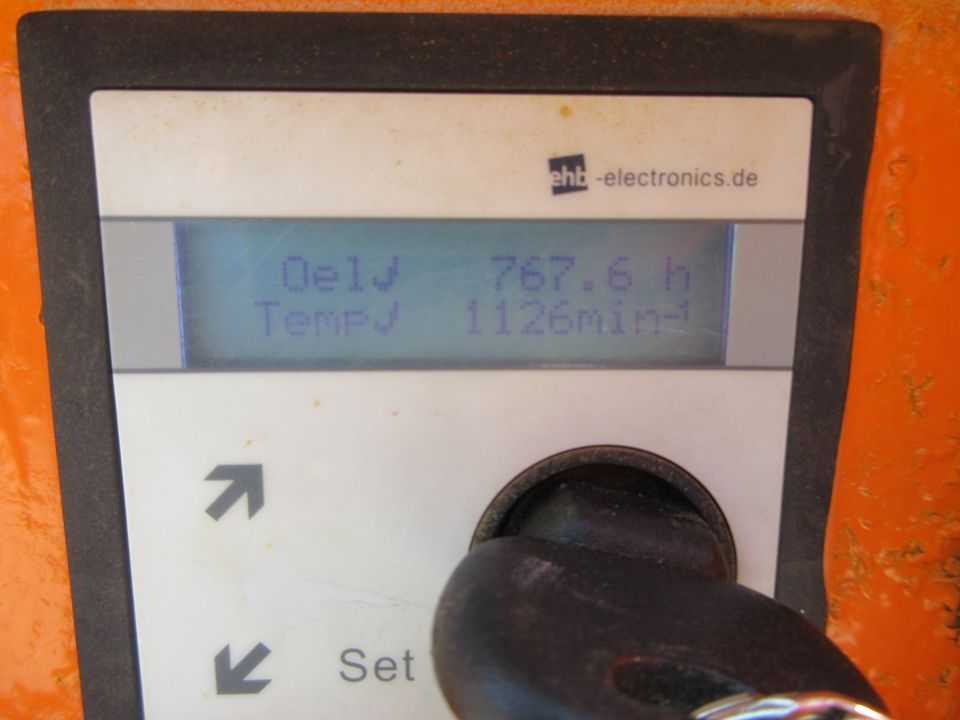 ehb-electronics.de
Oel✓ 767.6 h
Temp✓ 1126min⁻¹
Set